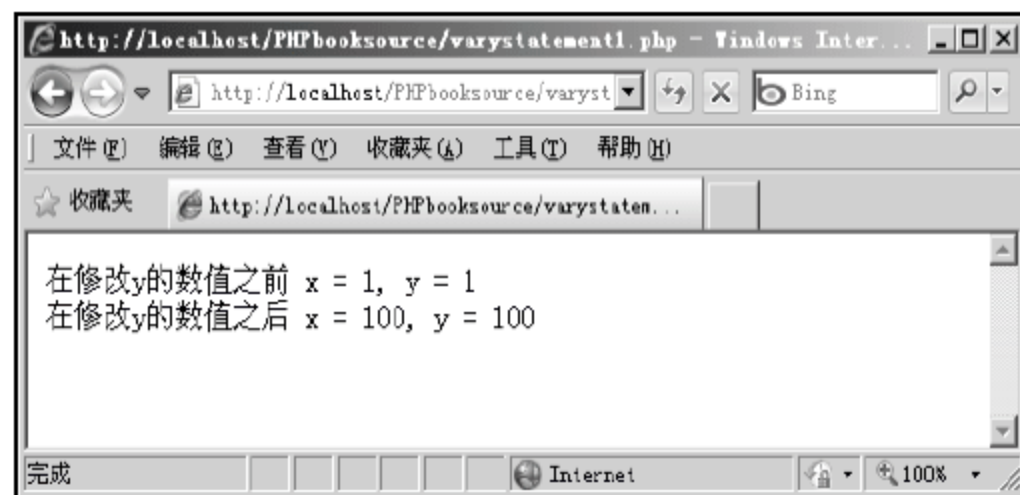 http://localhost/PHPbooksource/varystatement1.php - Windows Inter...
http://localhost/PHPbooksource/varyst
Bing
文件(F) 编辑(E) 查看(V) 收藏夹(A) 工具(T) 帮助(H)
收藏夹 http://localhost/PHPbooksource/varystatem...
在修改y的数值之前 x = 1, y = 1
在修改y的数值之后 x = 100, y = 100
完成 Internet 100%